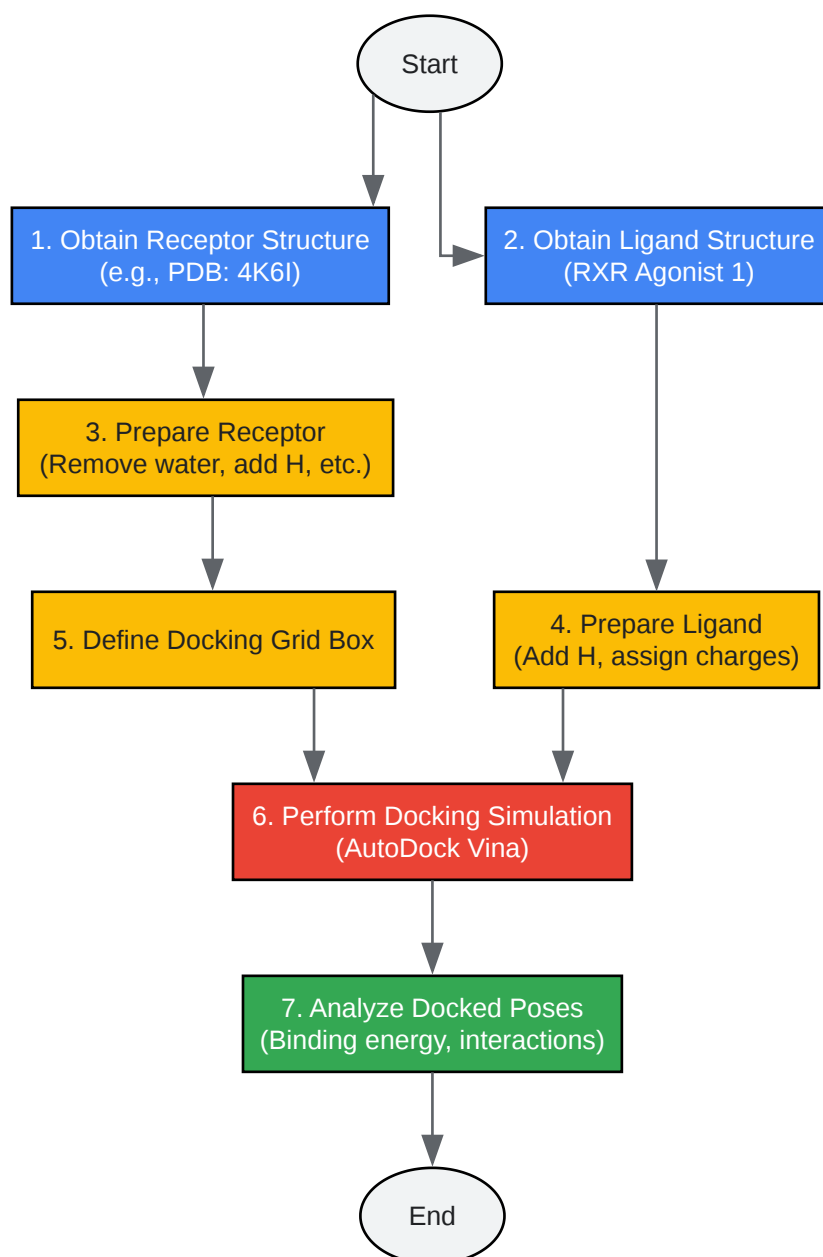 Start
1. Obtain Receptor Structure
(e.g., PDB: 4K6I)
2. Obtain Ligand Structure
(RXR Agonist 1)
3. Prepare Receptor
(Remove water, add H, etc.)
5. Define Docking Grid Box
4. Prepare Ligand
(Add H, assign charges)
6. Perform Docking Simulation
(AutoDock Vina)
7. Analyze Docked Poses
(Binding energy, interactions)
End